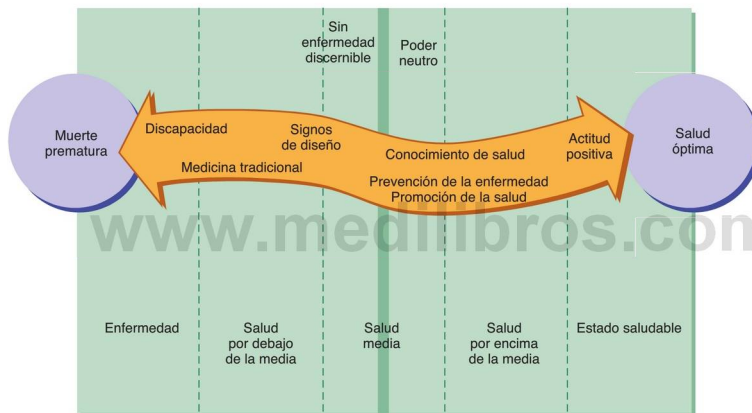 Sin
enfermedad
discernible
Poder
neutro
Muerte
prematura
Discapacidad
Signos
de diseño
Medicina tradicional
Conocimiento de salud
Prevención de la enfermedad
Promoción de la salud
Actitud
positiva
Salud
óptima
www.medilibros.com
Enfermedad
Salud
por debajo
de la media
Salud
media
Salud
por encima
de la media
Estado saludable